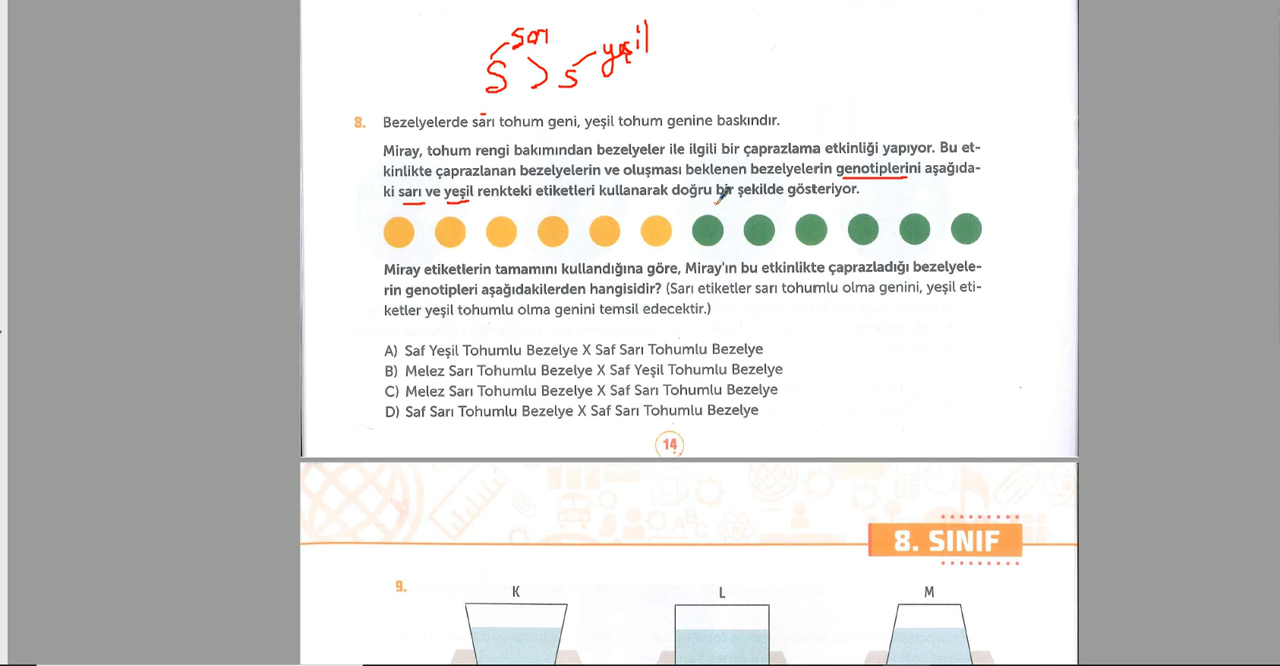 sarı
S > s yeşil
8. Bezelyelerde sarı tohum geni, yeşil tohum genine baskındır.
Miray, tohum rengi bakımından bezelyeler ile ilgili bir çaprazlama etkinliği yapıyor. Bu et-
kinlikte çaprazlanan bezelyelerin ve oluşması beklenen bezelyelerin genotiplerini aşağıda-
ki sarı ve yeşil renkteki etiketleri kullanarak doğru bir şekilde gösteriyor.
Miray etiketlerin tamamını kullandığına göre, Miray'ın bu etkinlikte çaprazladığı bezelyele-
rin genotipleri aşağıdakilerden hangisidir? (Sarı etiketler sarı tohumlu olma genini, yeşil eti-
ketler yeşil tohumlu olma genini temsil edecektir.)
A) Saf Yeşil Tohumlu Bezelye X Saf Sarı Tohumlu Bezelye
B) Melez Sarı Tohumlu Bezelye X Saf Yeşil Tohumlu Bezelye
C) Melez Sarı Tohumlu Bezelye X Saf Sarı Tohumlu Bezelye
D) Saf Sarı Tohumlu Bezelye X Saf Sarı Tohumlu Bezelye
14
8. SINIF
9.
K L M